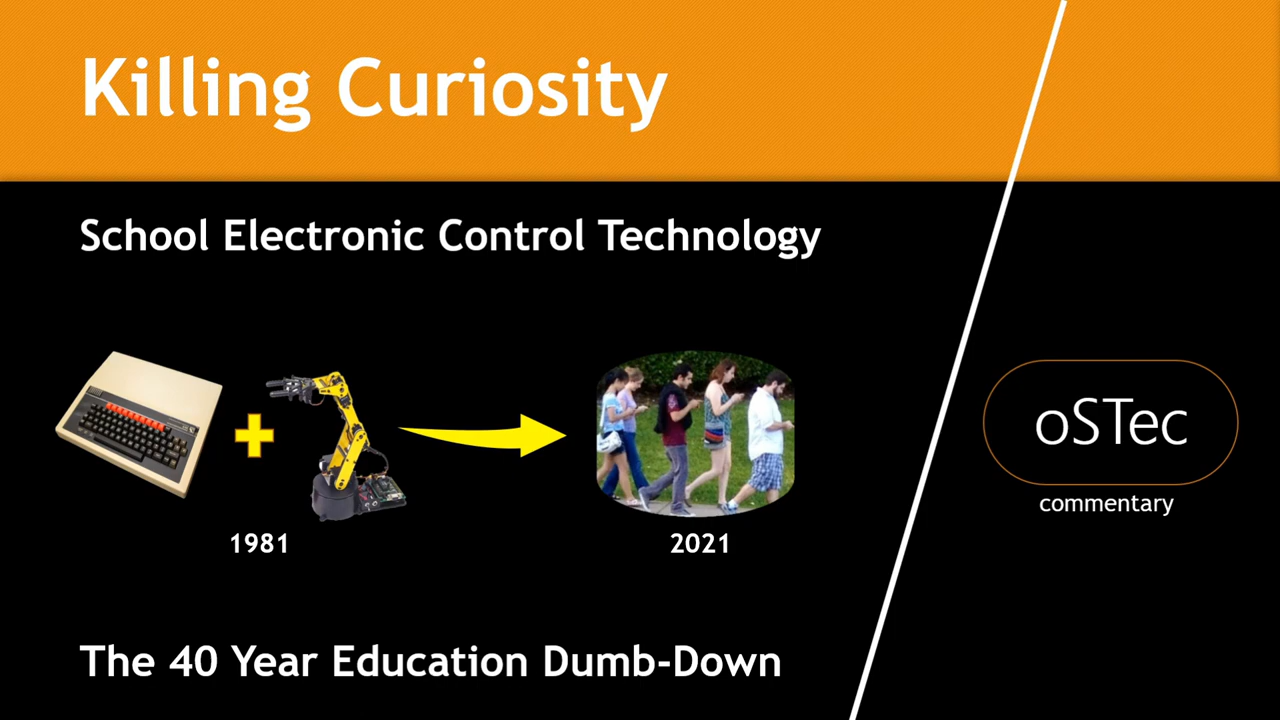 Killing Curiosity
School Electronic Control Technology
1981
2021
oSTec
commentary
The 40 Year Education Dumb-Down